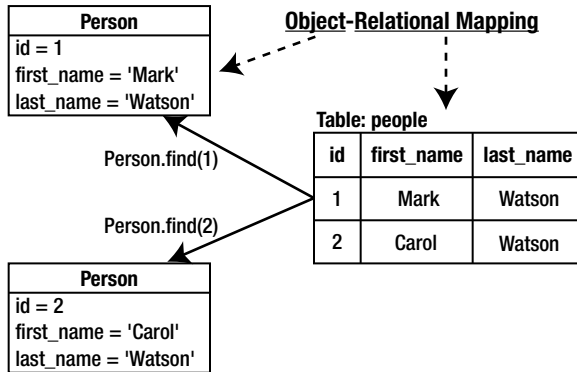 Object-Relational Mapping
Person
id = 1
first_name = 'Mark'
last_name = 'Watson'
Person.find(1)
Person.find(2)
Table: people
id first_name last_name
1 Mark Watson
2 Carol Watson
Person
id = 2
first_name = 'Carol'
last_name = 'Watson'